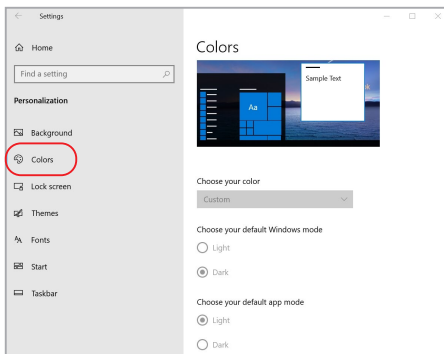 Settings
Home
Find a setting
Personalization
Background
Colors
Lock screen
Themes
Fonts
Start
Taskbar
Colors
Sample Text
Aa
Choose your color
Custom
Choose your default Windows mode
Light
Dark
Choose your default app mode
Light
Dark